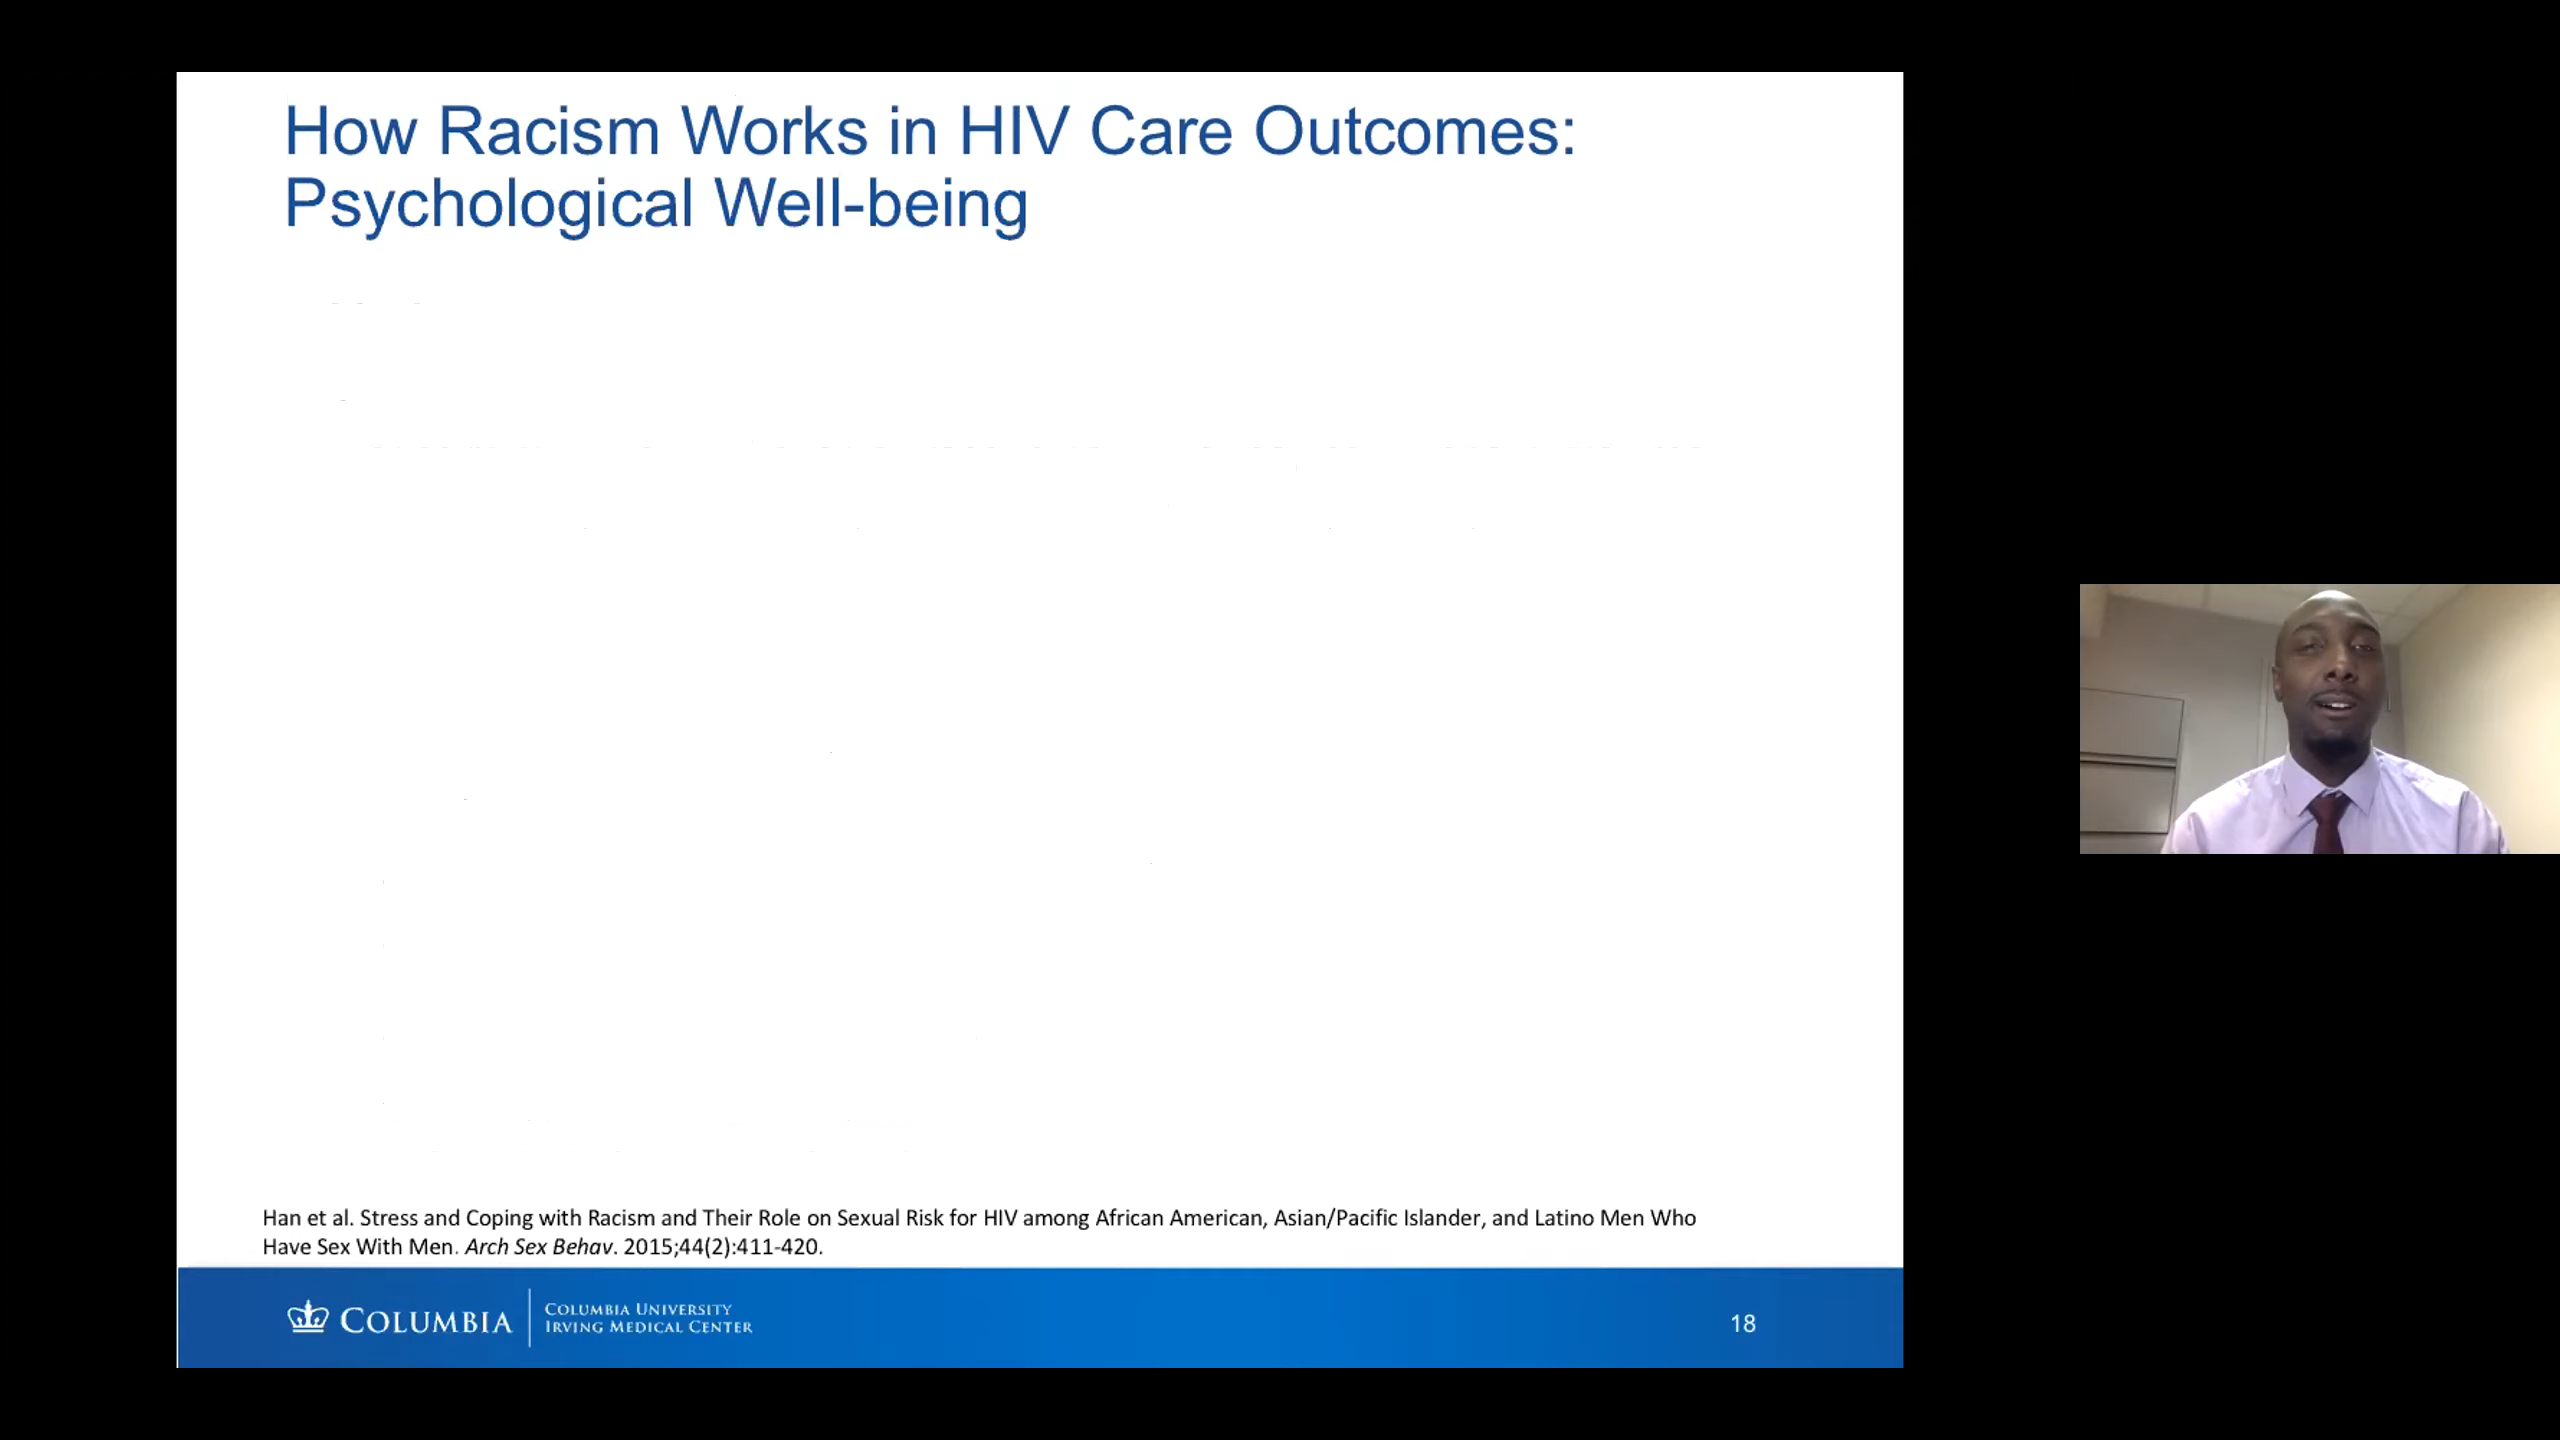 How Racism Works in HIV Care Outcomes:
Psychological Well-being
Han et al. Stress and Coping with Racism and Their Role on Sexual Risk for HIV among African American, Asian/Pacific Islander, and Latino Men Who
Have Sex With Men. Arch Sex Behav. 2015;44(2):411-420.
COLUMBIA
COLUMBIA UNIVERSITY
IRVING MEDICAL CENTER
18